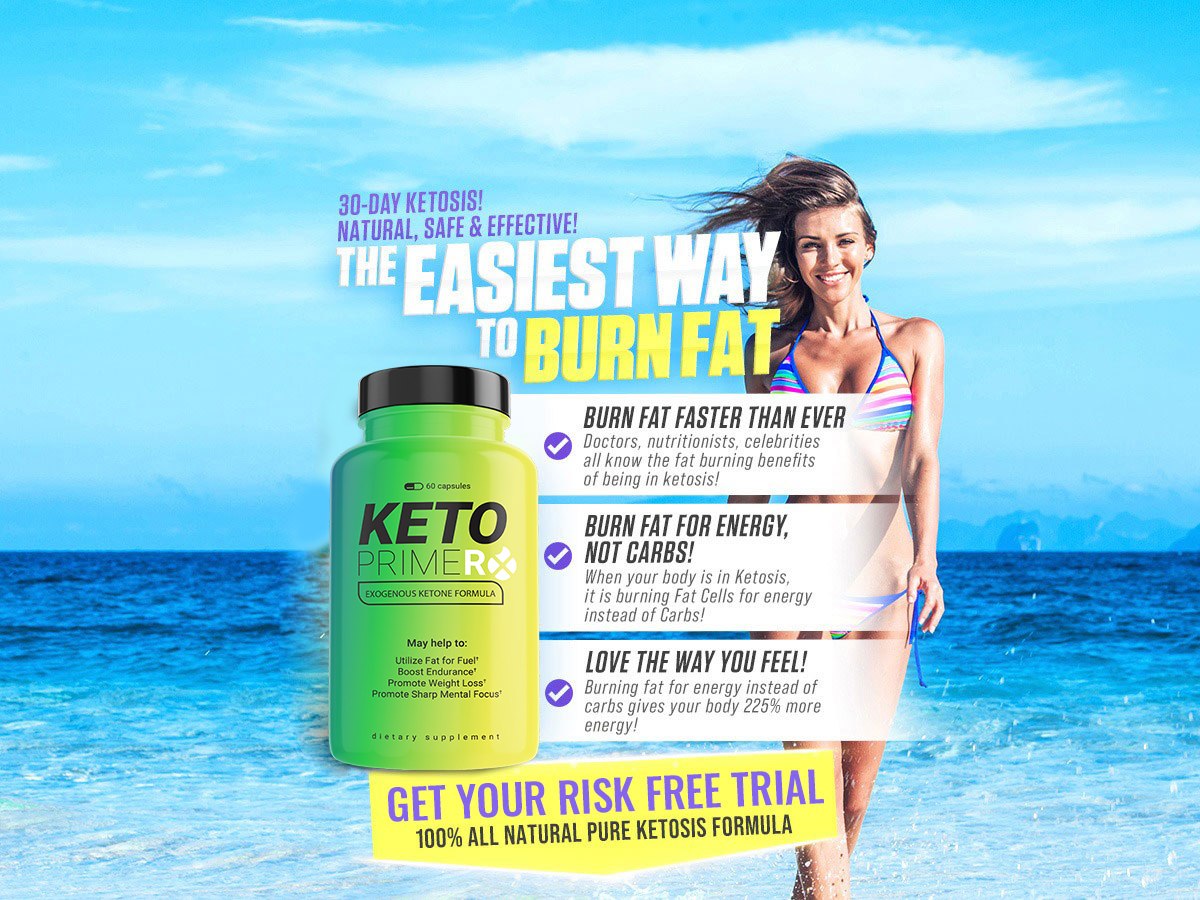 30-DAY KETOSIS!
NATURAL, SAFE & EFFECTIVE!
THE EASIEST WAY
TO BURN FAT
BURN FAT FASTER THAN EVER
Doctors, nutritionists, celebrities
all know the fat burning benefits
of being in ketosis!
BURN FAT FOR ENERGY,
NOT CARBS!
When your body is in Ketosis,
it is burning Fat Cells for energy
instead of Carbs!
LOVE THE WAY YOU FEEL!
Burning fat for energy instead of
carbs gives your body 225% more
energy!
60 capsules
KETO
PRIMERX
EXOGENOUS KETONE FORMULA
May help to:
Utilize Fat for Fuel†
Boost Endurance†
Promote Weight Loss†
Promote Sharp Mental Focus†
dietary supplement
GET YOUR RISK FREE TRIAL
100% ALL NATURAL PURE KETOSIS FORMULA